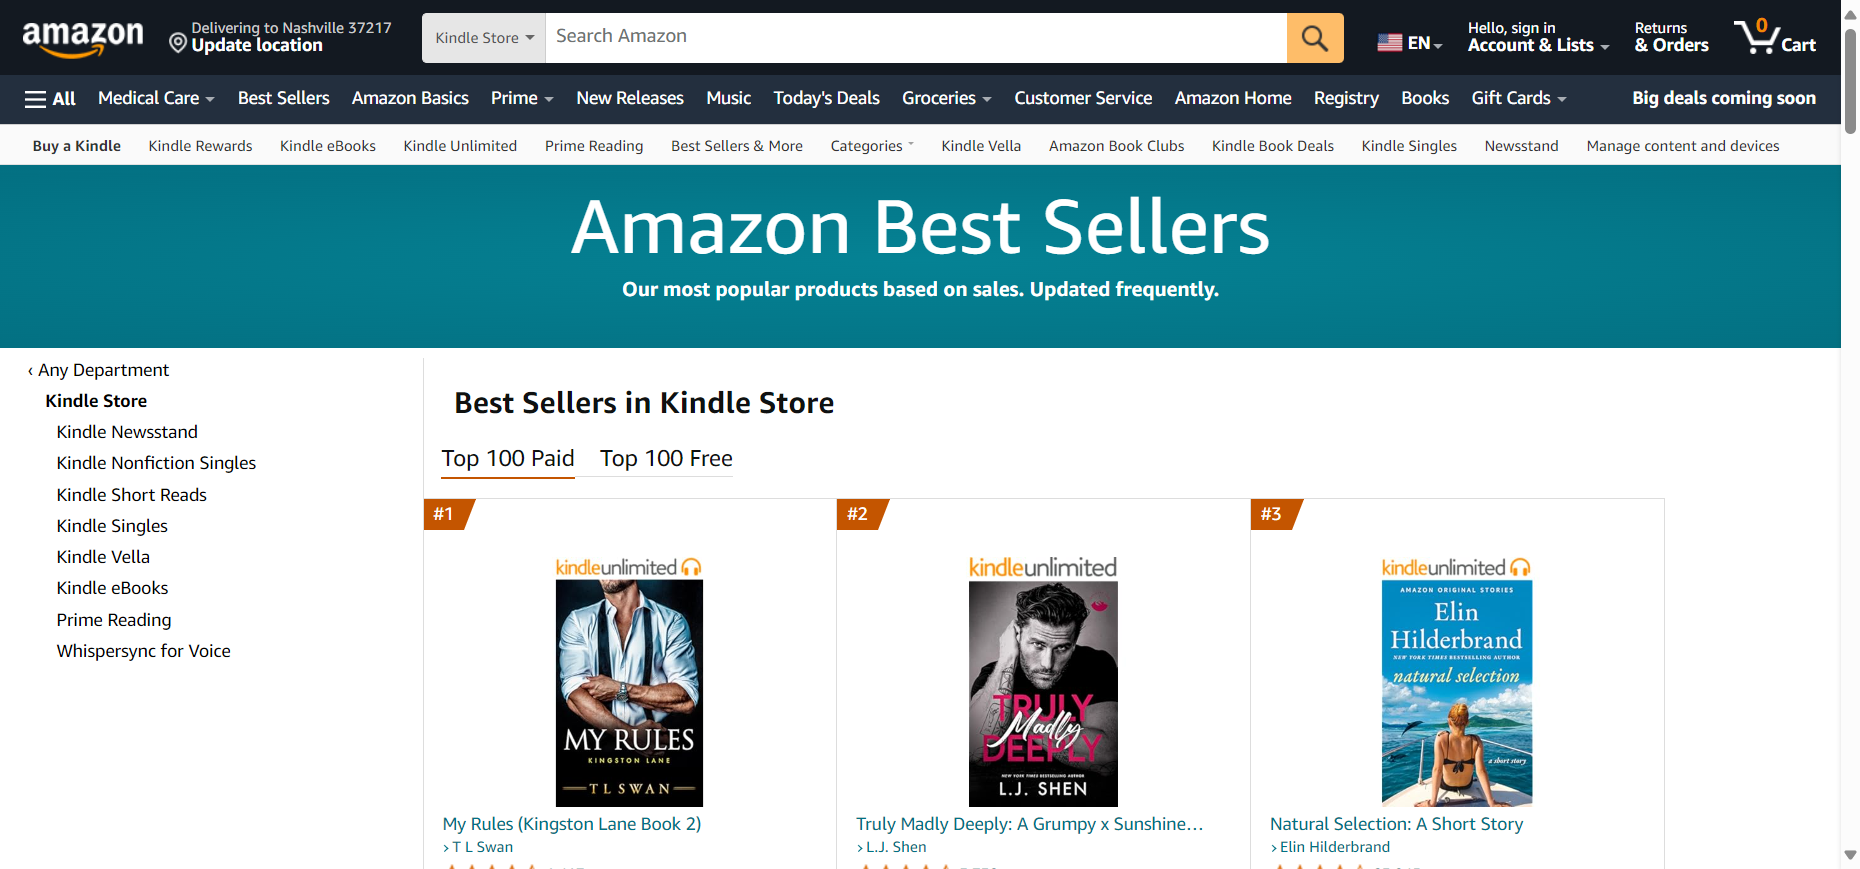 amazon
Delivering to Nashville 37217
Update location
Kindle Store
Search Amazon
EN
Hello, sign in
Account & Lists
Returns
& Orders
0
Cart
All
Medical Care
Best Sellers
Amazon Basics
Prime
New Releases
Music
Today's Deals
Groceries
Customer Service
Amazon Home
Registry
Books
Gift Cards
Big deals coming soon
Buy a Kindle
Kindle Rewards
Kindle eBooks
Kindle Unlimited
Prime Reading
Best Sellers & More
Categories
Kindle Vella
Amazon Book Clubs
Kindle Book Deals
Kindle Singles
Newsstand
Manage content and devices
Amazon Best Sellers
Our most popular products based on sales. Updated frequently.
‹ Any Department
Kindle Store
Kindle Newsstand
Kindle Nonfiction Singles
Kindle Short Reads
Kindle Singles
Kindle Vella
Kindle eBooks
Prime Reading
Whispersync for Voice
Best Sellers in Kindle Store
Top 100 Paid
Top 100 Free
#1
kindleunlimited
MY RULES
KINGSTON LANE
T L SWAN
My Rules (Kingston Lane Book 2)
› T L Swan
#2
kindleunlimited
TRULY
Madly
DEEPLY
NEW YORK TIMES BESTSELLING AUTHOR
L.J. SHEN
Truly Madly Deeply: A Grumpy x Sunshine…
› L.J. Shen
#3
kindleunlimited
AMAZON ORIGINAL STORIES
Elin
Hilderbrand
NEW YORK TIMES BESTSELLING AUTHOR
natural selection
a short story
Natural Selection: A Short Story
› Elin Hilderbrand